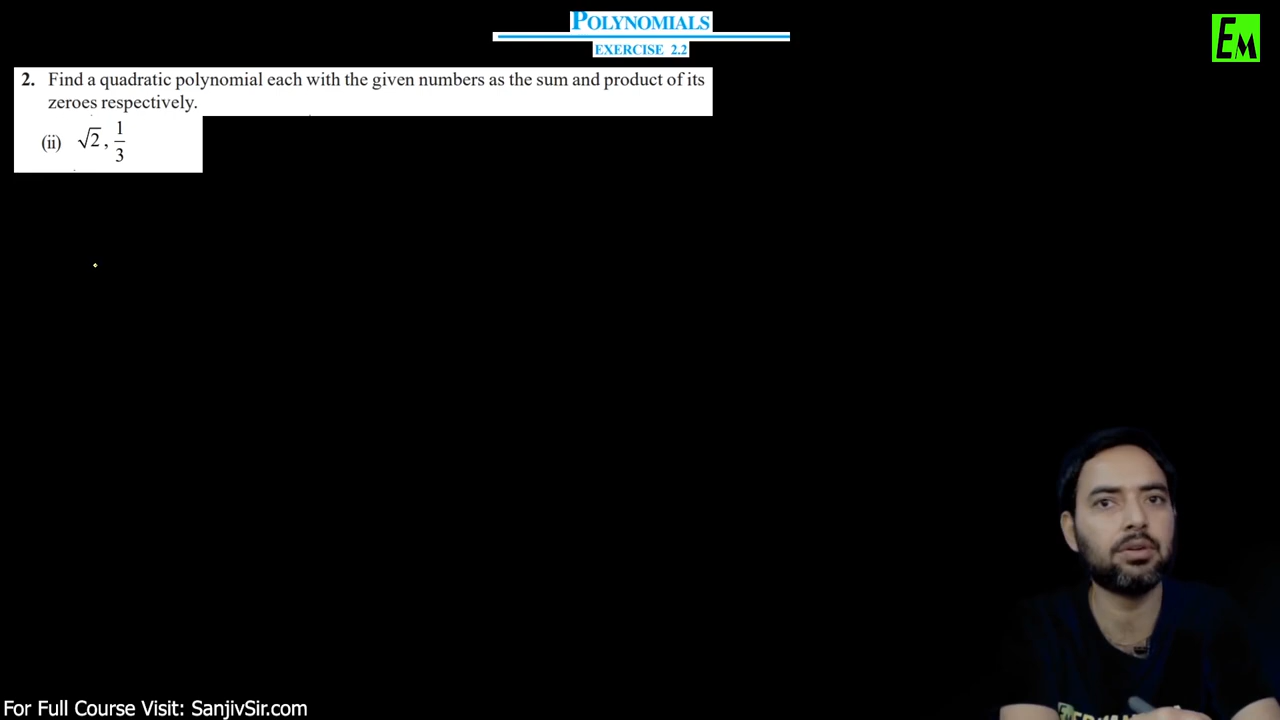 POLYNOMIALS
EXERCISE 2.2
EM
2. Find a quadratic polynomial each with the given numbers as the sum and product of its
zeroes respectively.
(ii) √2, 1/3
For Full Course Visit: SanjivSir.com